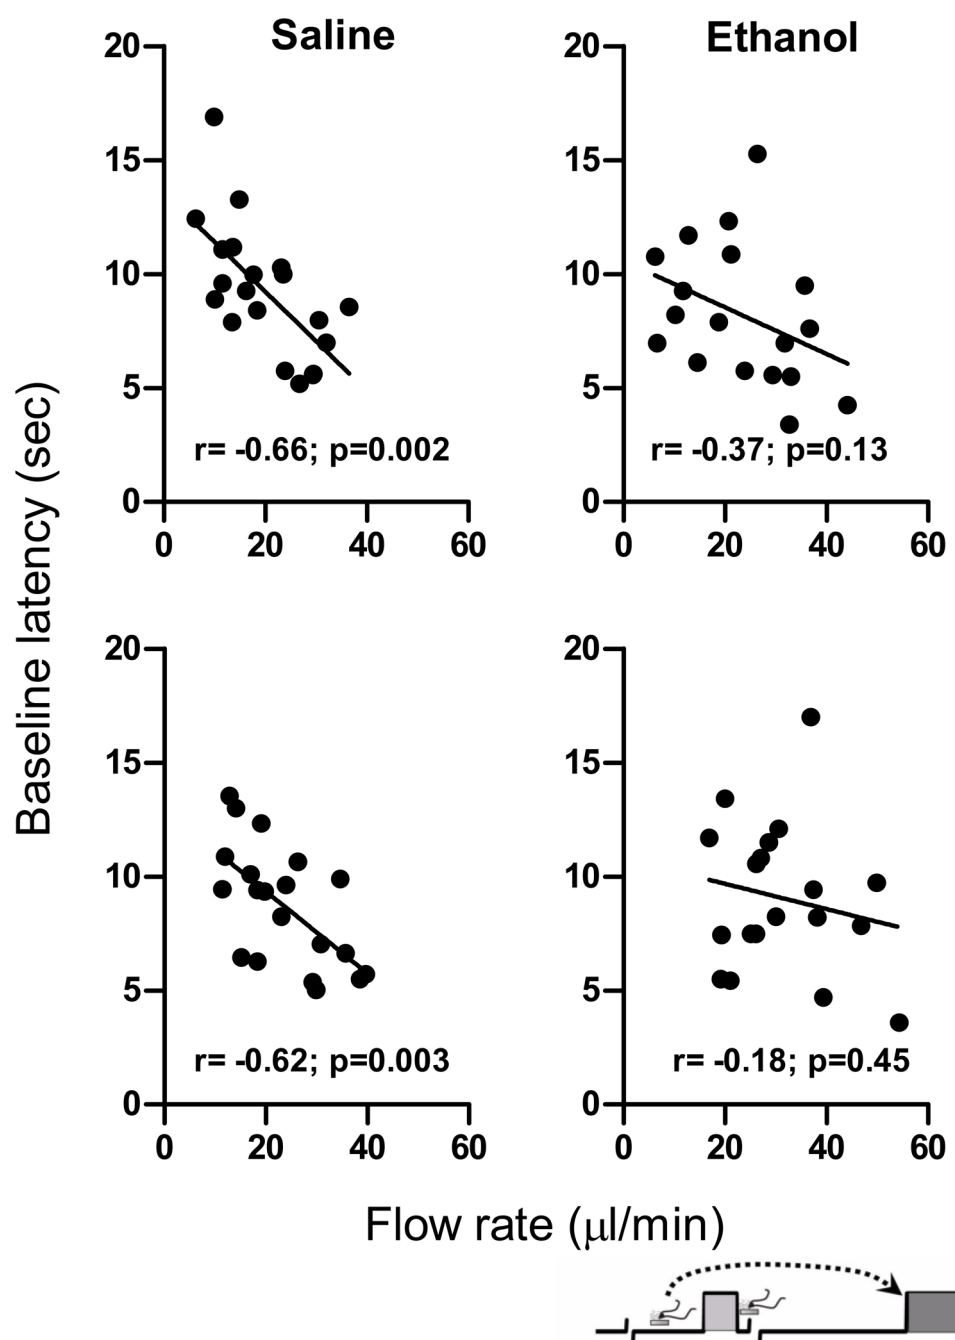 Saline
Ethanol
Baseline latency (sec)
20
15
10
5
0
r= -0.66; p=0.002
0 20 40 60
20
15
10
5
0
r= -0.37; p=0.13
0 20 40 60
20
15
10
5
0
r= -0.62; p=0.003
0 20 40 60
20
15
10
5
0
r= -0.18; p=0.45
0 20 40 60
Flow rate (μl/min)